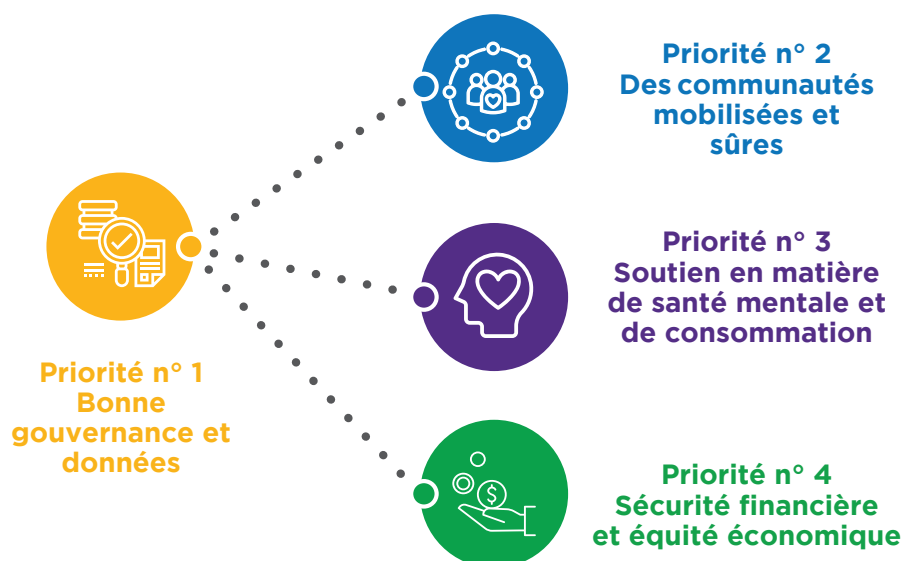 Priorité n° 1
Bonne
gouvernance et
données
Priorité n° 2
Des communautés
mobilisées et
sûres
Priorité n° 3
Soutien en matière
de santé mentale et
de consommation
$
Priorité n° 4
Sécurité financière
et équité économique